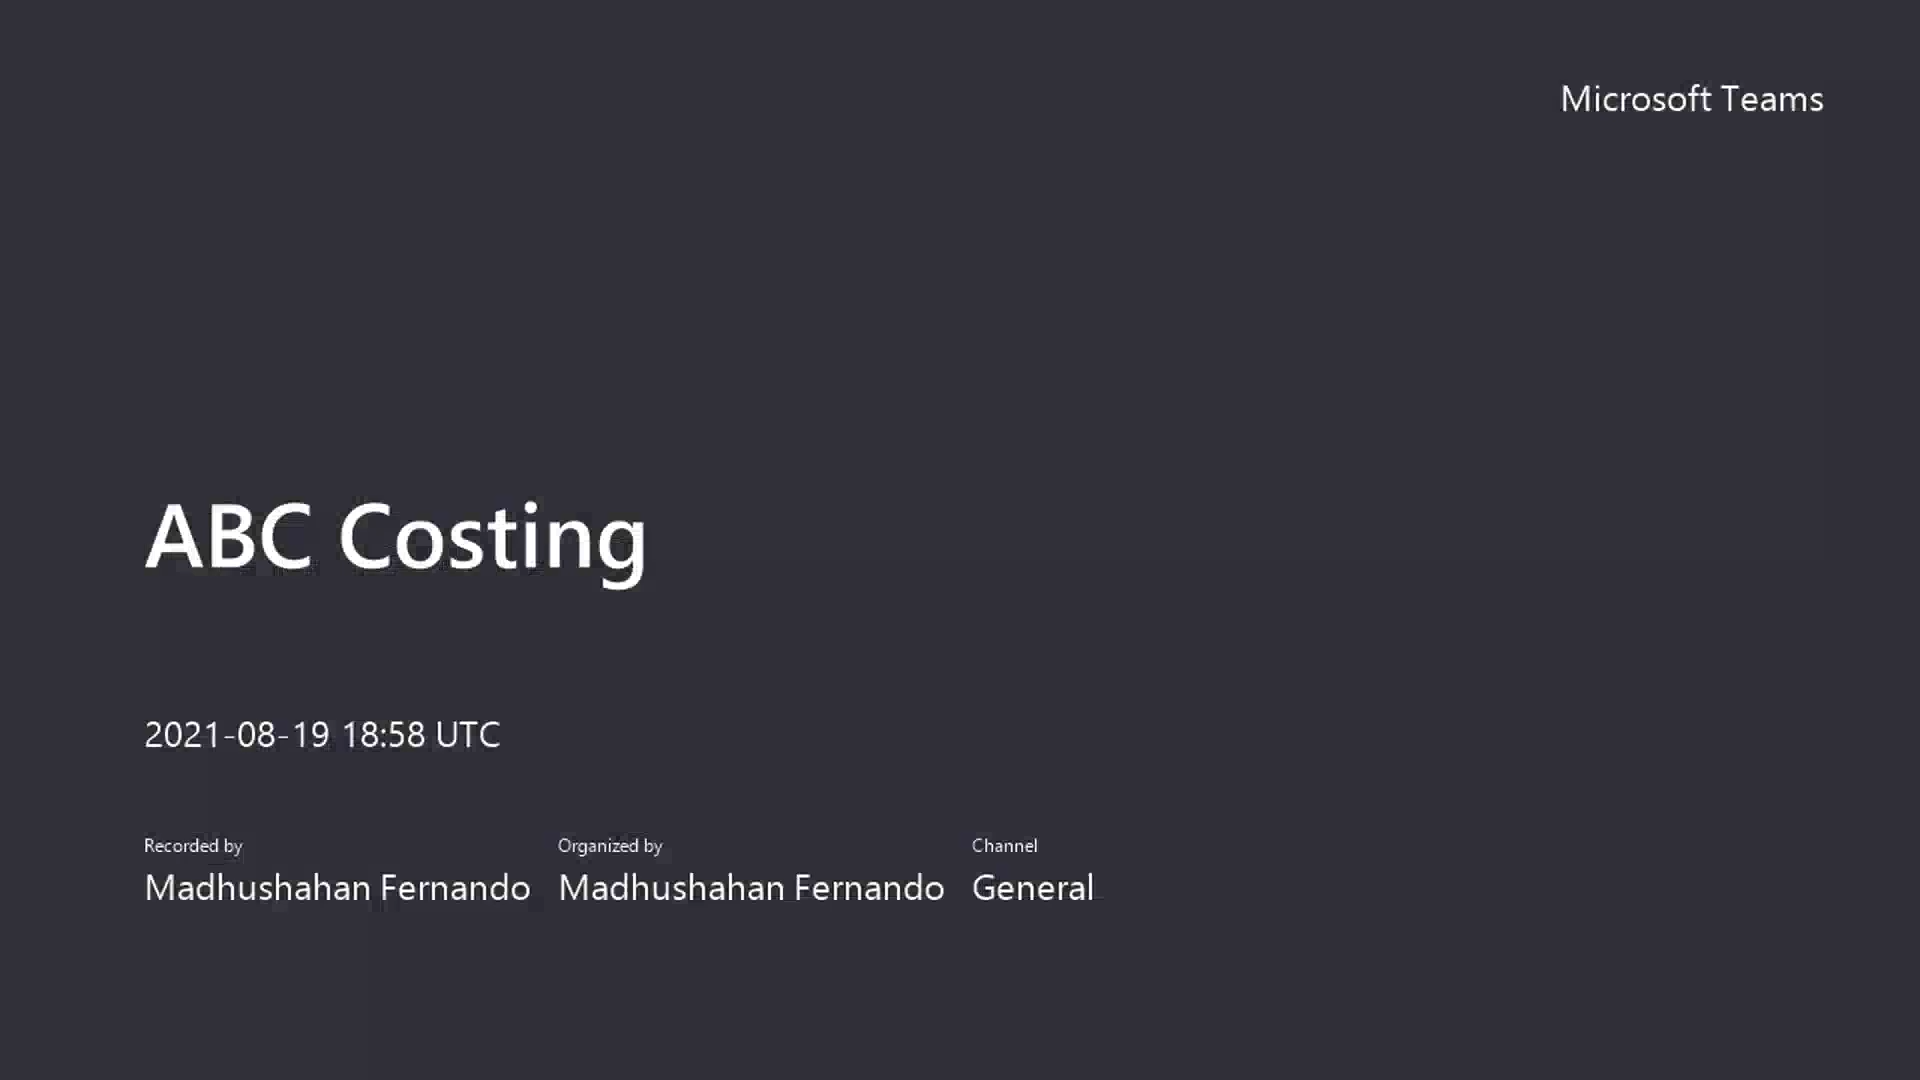 Microsoft Teams
ABC Costing
2021-08-19 18:58 UTC
Recorded by
Madhushahan Fernando
Organized by
Madhushahan Fernando
Channel
General